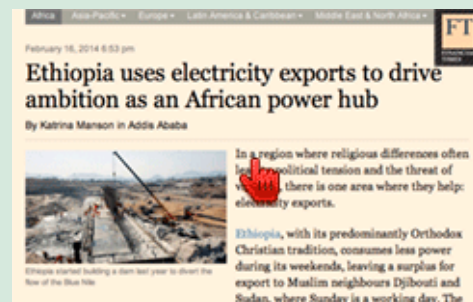 Africa Asia-Pacific Europe Latin America & Caribbean Middle East & North Africa
FT
February 16, 2014 6:53 pm
Ethiopia uses electricity exports to drive
ambition as an African power hub
By Katrina Manson in Addis Ababa
In a region where religious differences often
political tension and the threat of
there is one area where they help:
electricity exports.
Ethiopia, with its predominantly Orthodox
Christian tradition, consumes less power
during its weekends, leaving a surplus for
export to Muslim neighbours Djibouti and
Sudan, where Sunday is a working day. The
Ethiopia started building a dam last year to divert the
flow of the Blue Nile